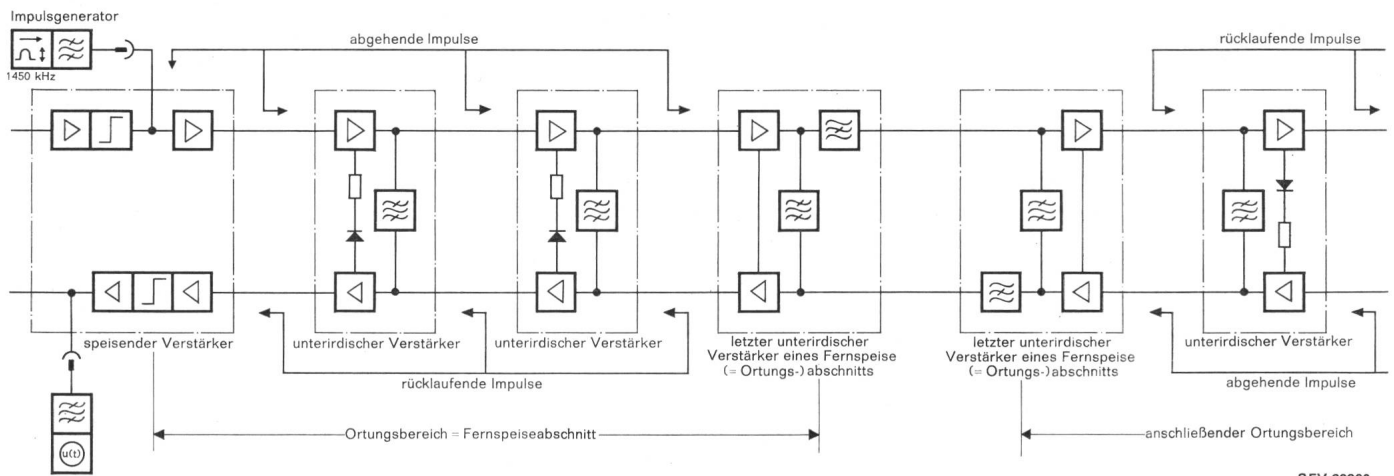 Impulsgenerator
1450 kHz
abgehende Impulse
rücklaufende Impulse
speisender Verstärker
unterirdischer Verstärker
unterirdischer Verstärker
letzter unterirdischer
Verstärker eines Fernspeise
(= Ortungs-) abschnitts
letzter unterirdischer
Verstärker eines Fernspeise
(= Ortungs-) abschnitts
unterirdischer Verstärker
rücklaufende Impulse
abgehende Impulse
u(t)
Ortungsbereich = Fernspeiseabschnitt
anschließender Ortungsbereich